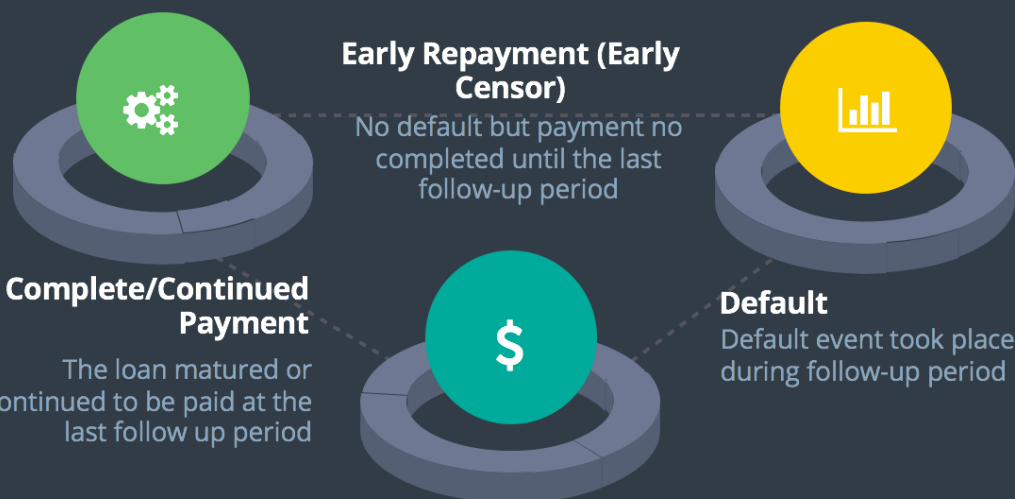 Early Repayment (Early
Censor)
No default but payment no
completed until the last
follow-up period
Complete/Continued
Payment
The loan matured or
ontinued to be paid at the
last follow up period
$
Default
Default event took place
during follow-up period